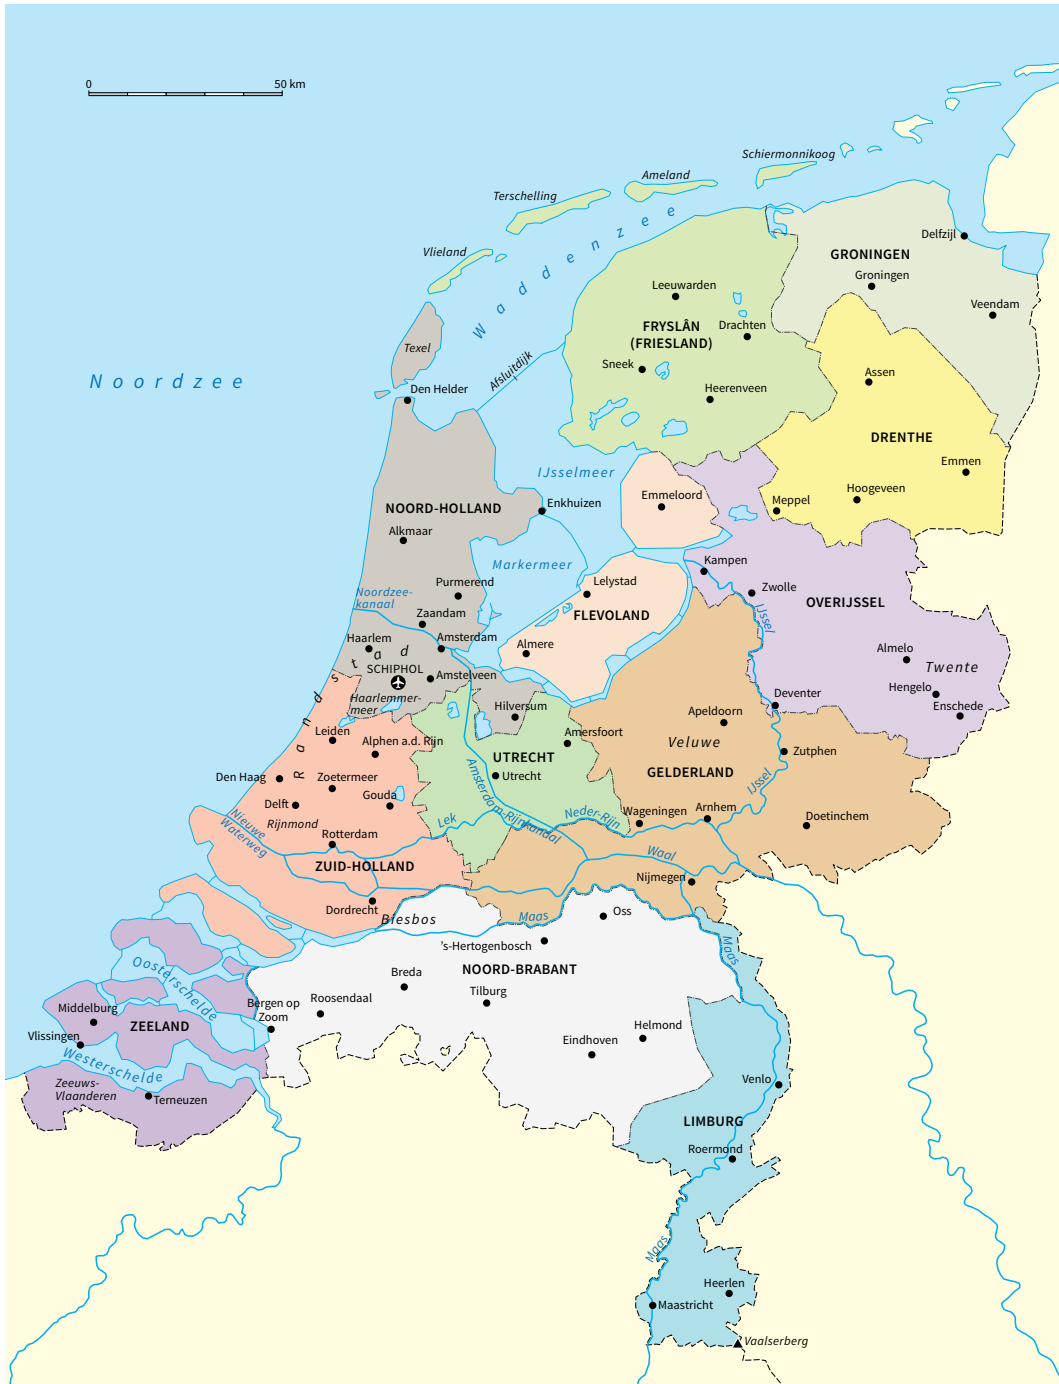 0 50 km
Schiermonnikoog
Ameland
Terschelling
Vlieland
Waddenzee
Delfzijl
GRONINGEN
Groningen
Veendam
Leeuwarden
FRYSLÂN
(FRIESLAND)
Drachten
Sneek
Heerenveen
Texel
Afsluitdijk
Noordzee
Den Helder
Assen
DRENTHE
Emmen
Hoogeveen
Meppel
IJsselmeer
Emmeloord
Enkhuizen
NOORD-HOLLAND
Alkmaar
Markermeer
Kampen
Purmerend
Lelystad
Zwolle
Noordzee-
kanaal
OVERIJSSEL
FLEVOLAND
IJssel
Zaandam
Haarlem
Amsterdam
Almere
Almelo
Twente
Randstad
SCHIPHOL
Amstelveen
Hengelo
Enschede
Haarlemmer-
meer
Hilversum
Deventer
Apeldoorn
Leiden
Alphen a.d. Rijn
Amersfoort
Veluwe
Zutphen
UTRECHT
Utrecht
GELDERLAND
IJssel
Den Haag
Zoetermeer
Gouda
Amsterdam-Rijnkanaal
Delft
Rijnmond
Nieuwe
Waterweg
Lek
Neder-Rijn
Wageningen
Arnhem
Doetinchem
Rotterdam
ZUID-HOLLAND
Waal
Nijmegen
Dordrecht
Biesbos
Maas
Oss
's-Hertogenbosch
Maas
NOORD-BRABANT
Oosterschelde
Breda
Tilburg
Bergen op
Zoom
Roosendaal
Middelburg
ZEELAND
Vlissingen
Helmond
Eindhoven
Westerschelde
Zeeuws-
Vlaanderen
Terneuzen
Venlo
LIMBURG
Roermond
Maas
Heerlen
Maastricht
Vaalserberg